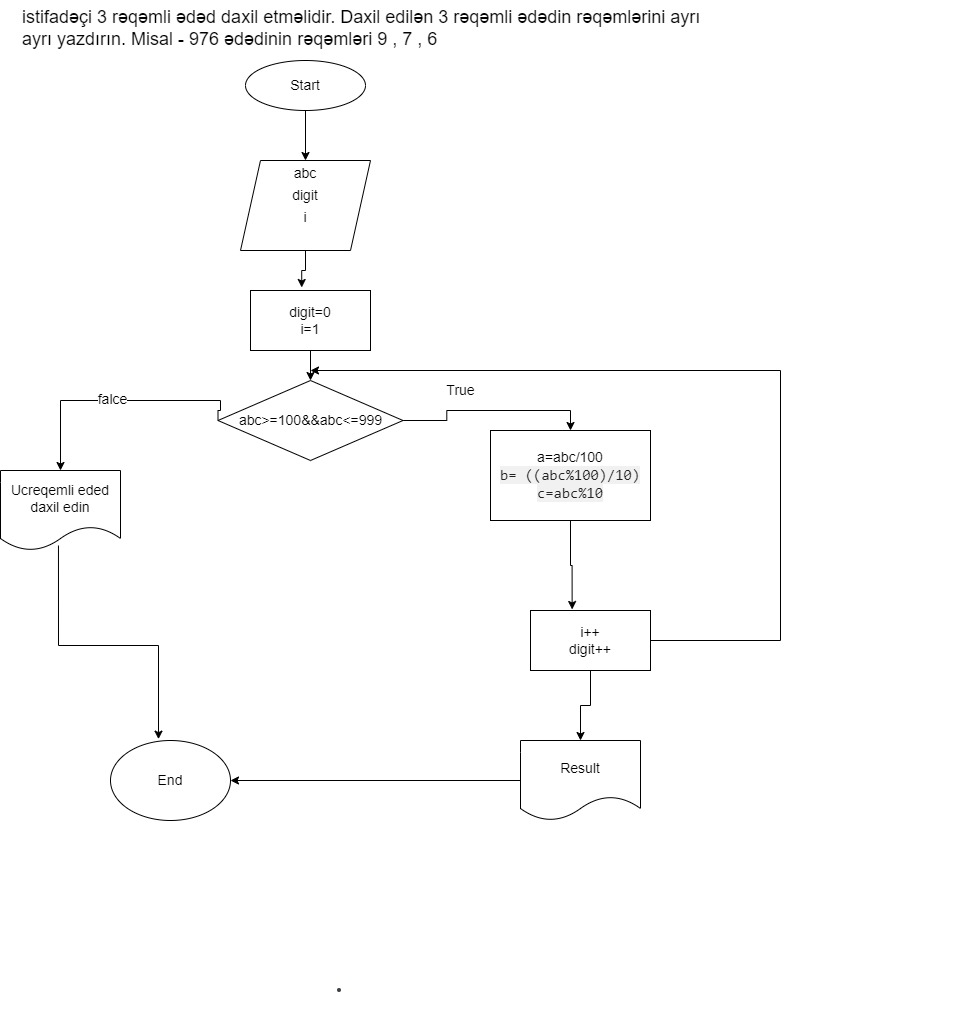 istifadəçi 3 rəqəmli ədəd daxil etməlidir. Daxil edilən 3 rəqəmli ədədin rəqəmlərini ayrı
ayrı yazdırın. Misal - 976 ədədinin rəqəmləri 9 , 7 , 6
Start
abc
digit
i
digit=0
i=1
True
falce
abc>=100&&abc<=999
a=abc/100
b= ((abc%100)/10)
c=abc%10
Ucreqemli eded
daxil edin
i++
digit++
Result
End